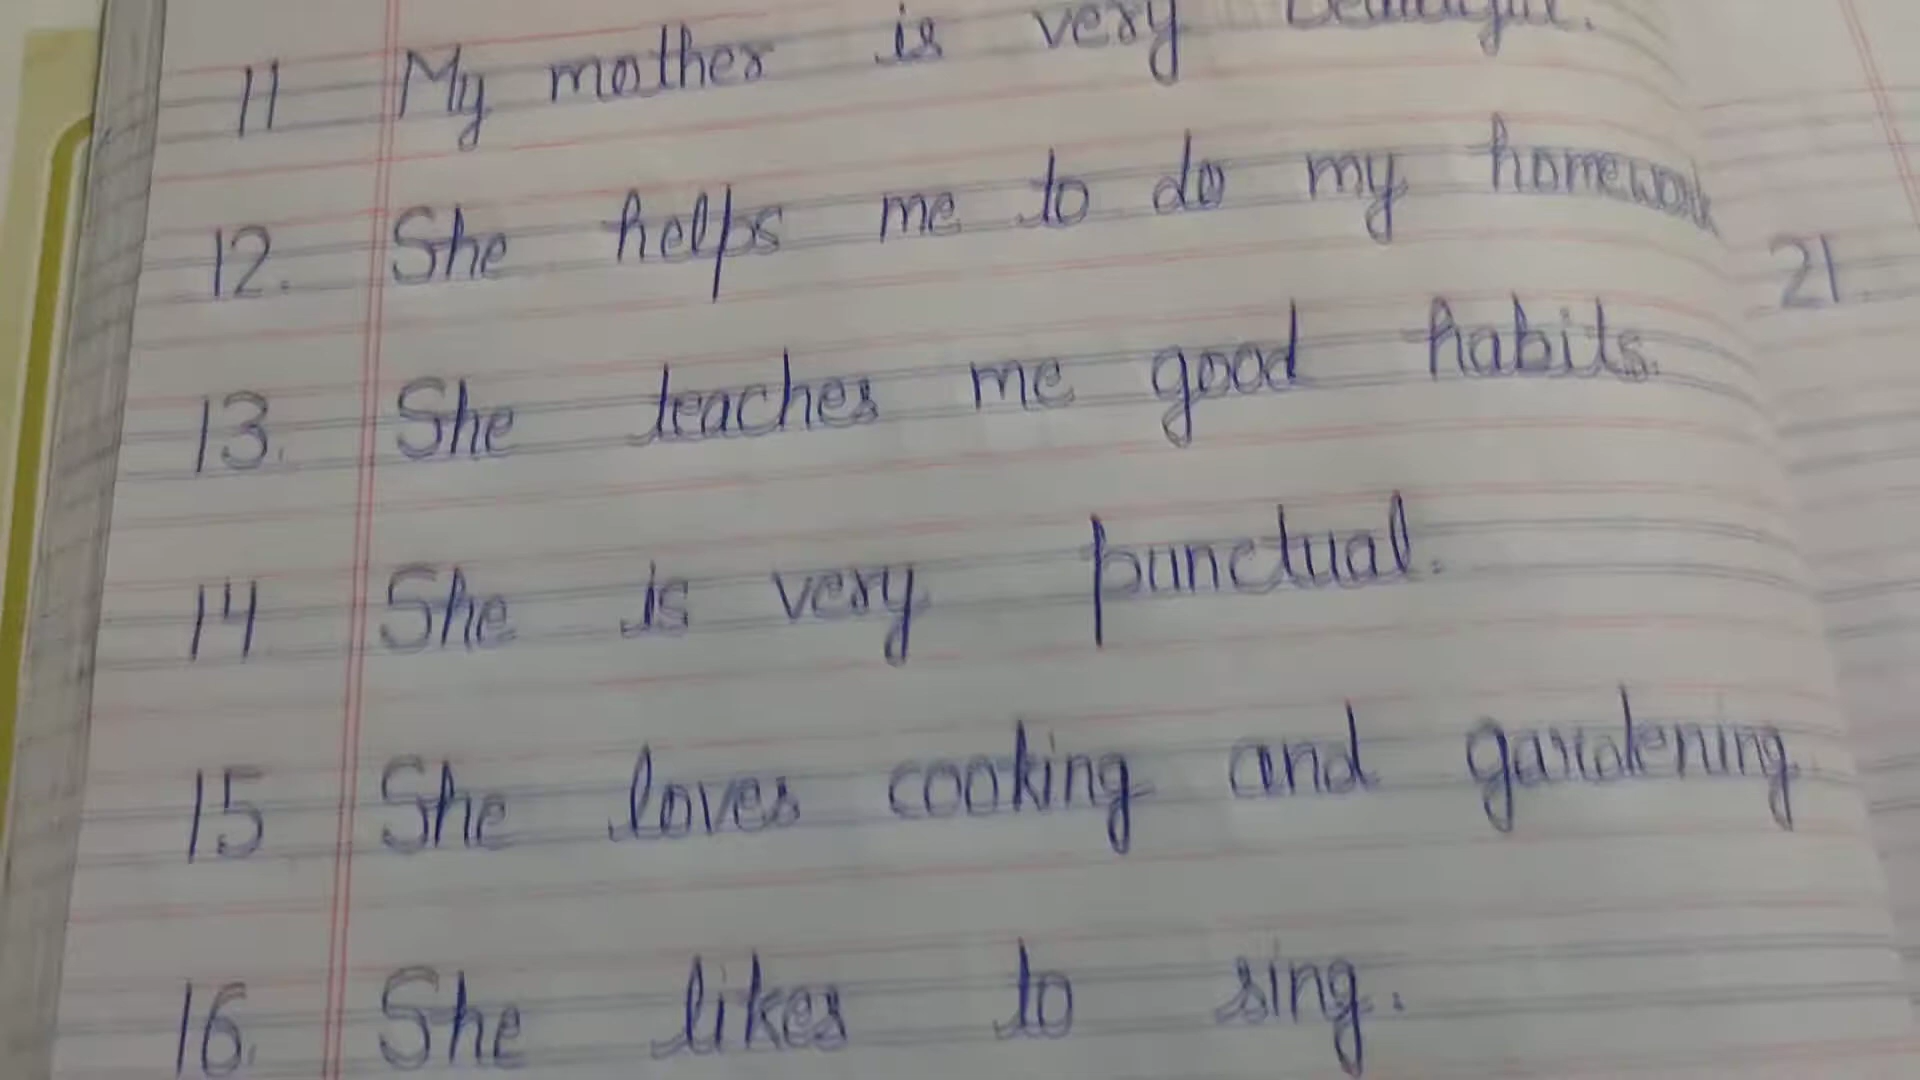 11 My mother is very beautiful.
12. She helps me to do my homework
13. She teaches me good habits.
14 She is very punctual.
15 She loves cooking and gardening
16. She likes to sing.
21.